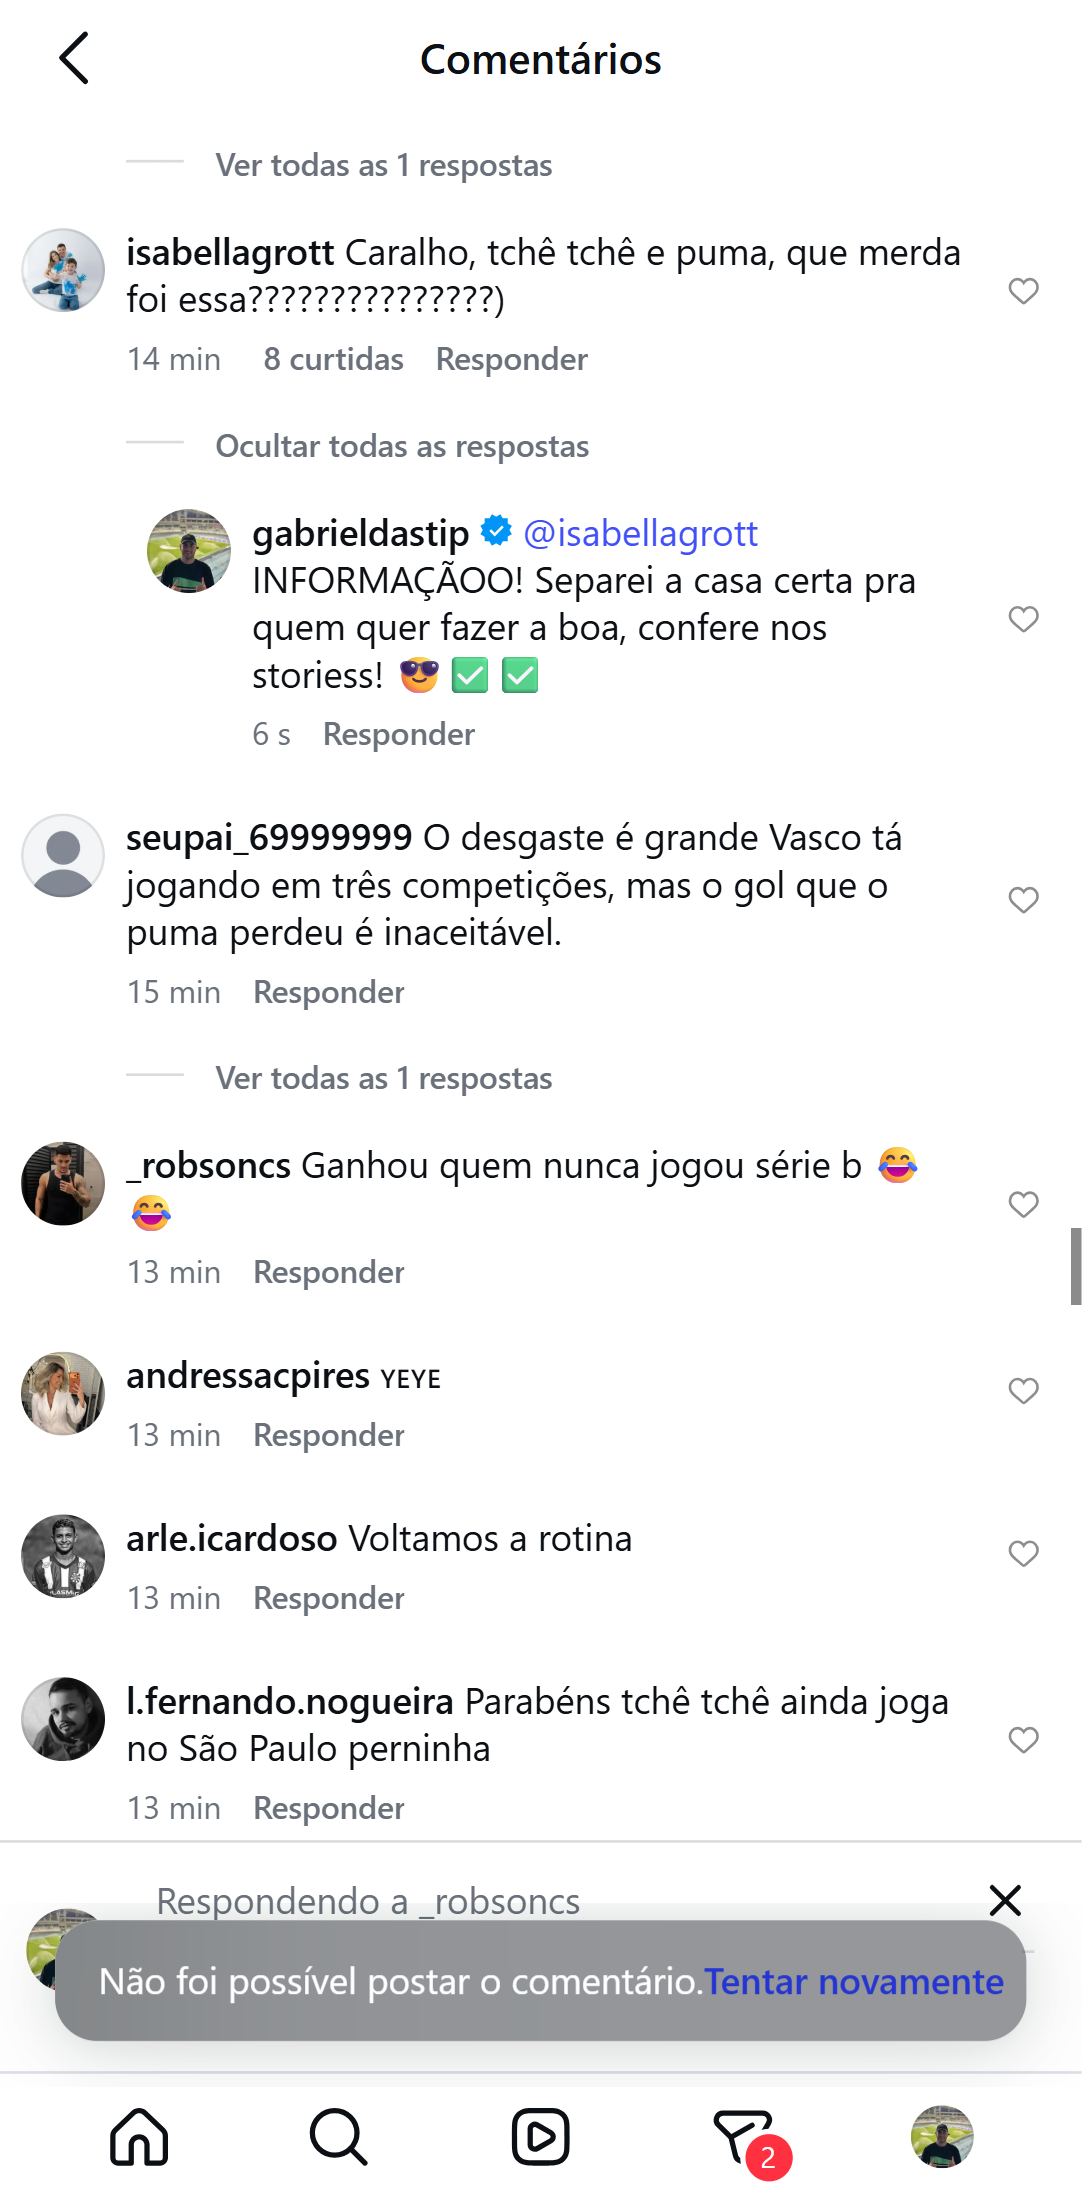 Comentários
Ver todas as 1 respostas
isabellagrott Caralho, tchê tchê e puma, que merda
foi essa???????????????)
14 min 8 curtidas Responder
Ocultar todas as respostas
gabrieldastip @isabellagrott
INFORMAÇÃOO! Separei a casa certa pra
quem quer fazer a boa, confere nos
storiess! 😎 ✅ ✅
6 s Responder
seupai_69999999 O desgaste é grande Vasco tá
jogando em três competições, mas o gol que o
puma perdeu é inaceitável.
15 min Responder
Ver todas as 1 respostas
_robsoncs Ganhou quem nunca jogou série b 😂
😂
13 min Responder
andressacpires ʏᴇʏᴇ
13 min Responder
arle.icardoso Voltamos a rotina
13 min Responder
l.fernando.nogueira Parabéns tchê tchê ainda joga
no São Paulo perninha
13 min Responder
Respondendo a _robsoncs
Não foi possível postar o comentário.Tentar novamente
2